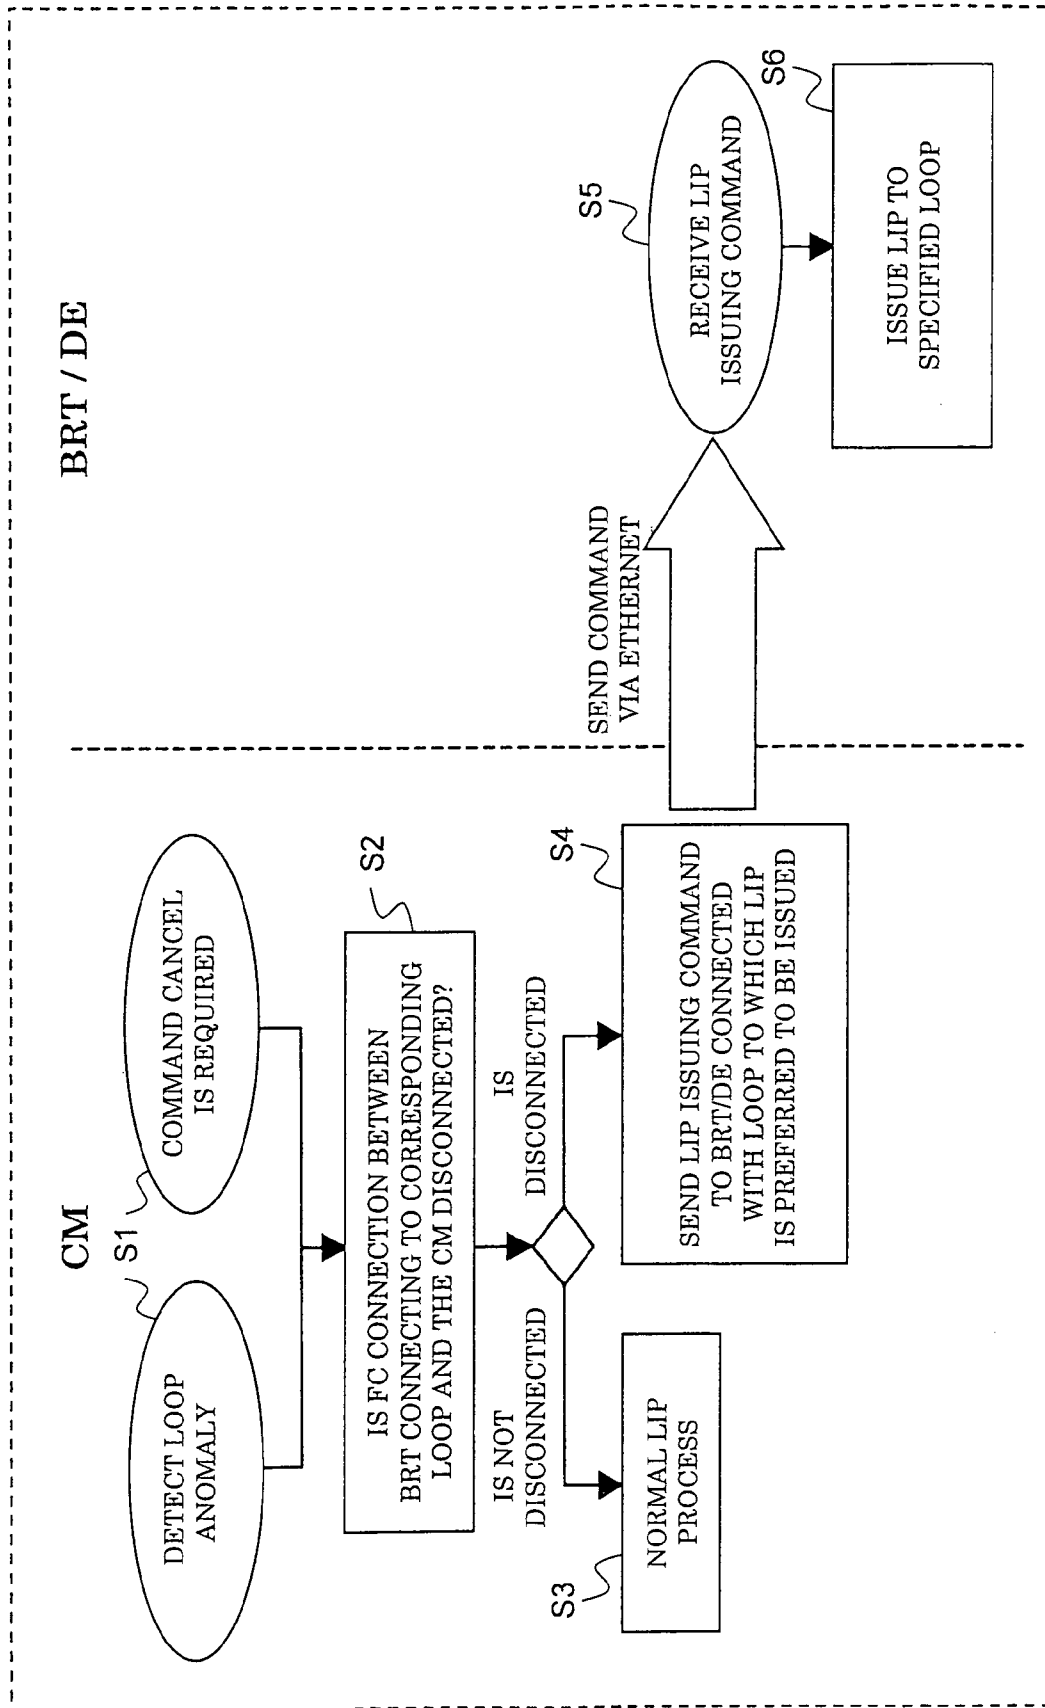 CM
BRT / DE
S1
DETECT LOOP
ANOMALY
COMMAND CANCEL
IS REQUIRED
S2
IS FC CONNECTION BETWEEN
BRT CONNECTING TO CORRESPONDING
LOOP AND THE CM DISCONNECTED?
IS NOT
DISCONNECTED
IS
DISCONNECTED
S3
NORMAL LIP
PROCESS
S4
SEND LIP ISSUING COMMAND
TO BRT/DE CONNECTED
WITH LOOP TO WHICH LIP
IS PREFERRED TO BE ISSUED
SEND COMMAND
VIA ETHERNET
S5
RECEIVE LIP
ISSUING COMMAND
S6
ISSUE LIP TO
SPECIFIED LOOP